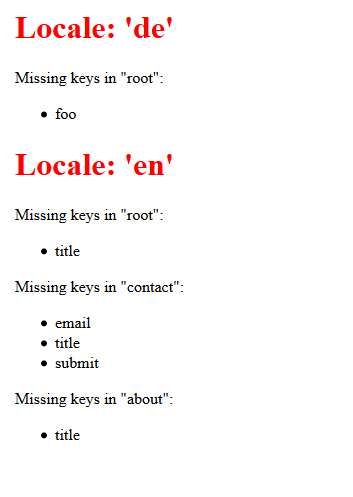 Locale: 'de'
Missing keys in "root":
foo
Locale: 'en'
Missing keys in "root":
title
Missing keys in "contact":
email
title
submit
Missing keys in "about":
title